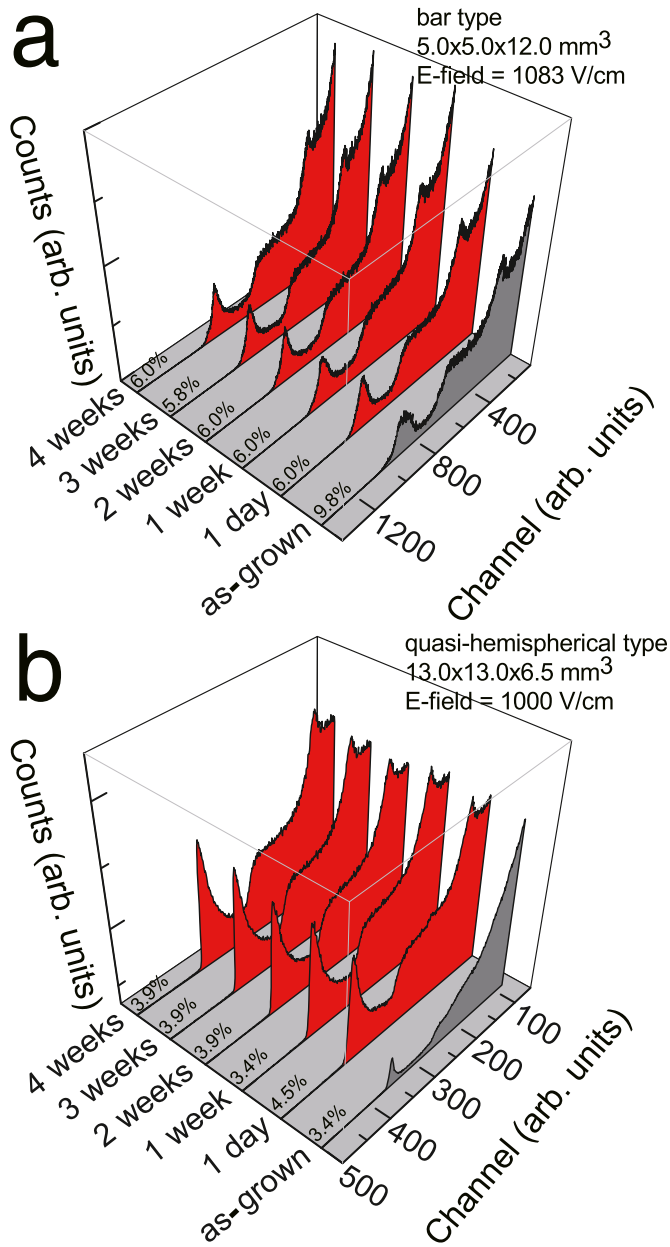 a
bar type
5.0x5.0x12.0 mm³
E-field = 1083 V/cm
Counts (arb. units)
6.0%
5.8%
6.0%
6.0%
6.0%
9.8%
4 weeks
3 weeks
2 weeks
1 week
1 day
as-grown
400
800
1200
Channel (arb. units)
b
quasi-hemispherical type
13.0x13.0x6.5 mm³
E-field = 1000 V/cm
Counts (arb. units)
3.9%
3.9%
3.9%
3.4%
4.5%
3.4%
4 weeks
3 weeks
2 weeks
1 week
1 day
as-grown
100
200
300
400
500
Channel (arb. units)